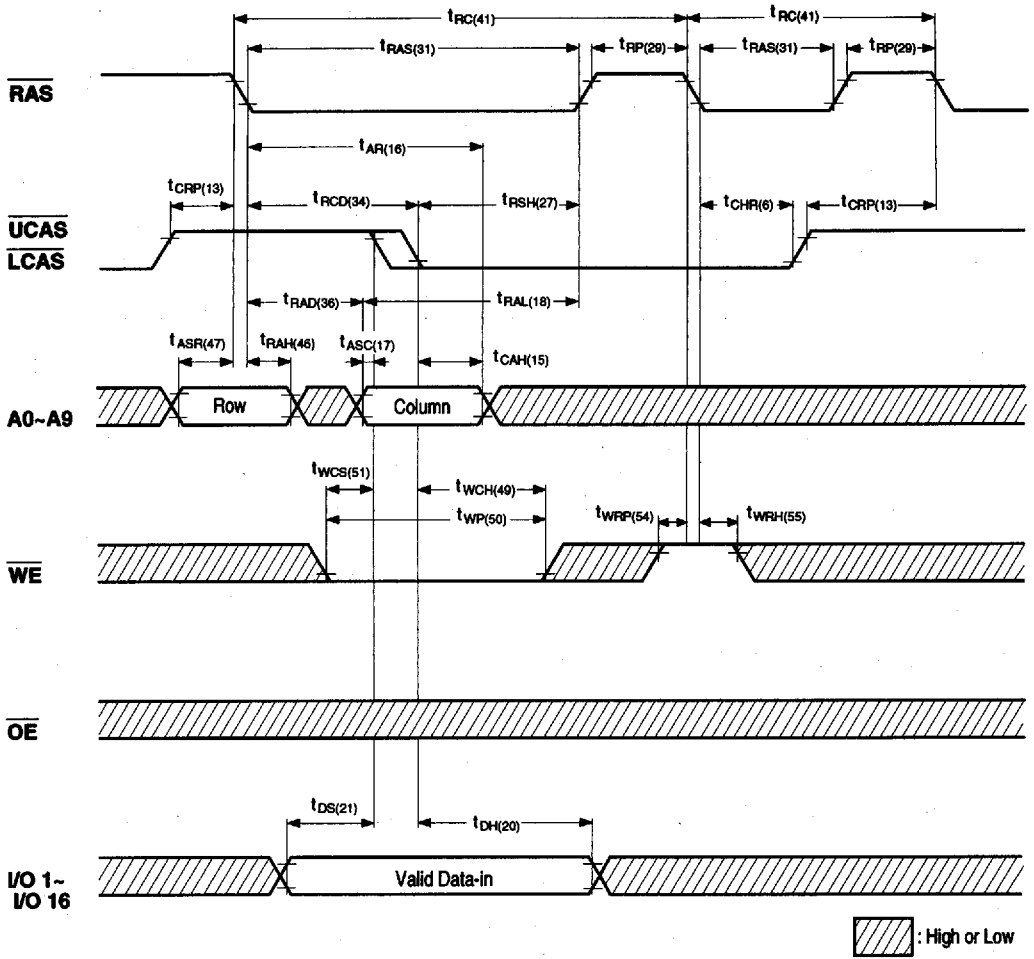 tRC(41) tRC(41)
tRAS(31) tRP(29) tRAS(31) tRP(29)
RAS
tAR(16)
tCRP(13) tRCD(34) tRSH(27) tCHR(6) tCRP(13)
UCAS
LCAS
tRAD(36) tRAL(18)
tASR(47) tRAH(46) tASC(17) tCAH(15)
A0~A9 Row Column
tWCS(51) tWCH(49)
tWP(50) tWRP(54) tWRH(55)
WE
OE
tDS(21) tDH(20)
I/O 1~
I/O 16 Valid Data-in
: High or Low